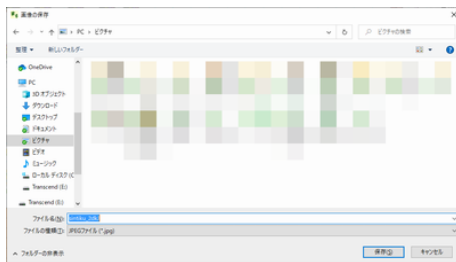 画像の保存
PC › ピクチャ
ピクチャの検索
整理
新しいフォルダー
OneDrive
PC
3D オブジェクト
ダウンロード
デスクトップ
ドキュメント
ピクチャ
ビデオ
ミュージック
ローカル ディスク (C
Transcend (E:)
Transcend (E:)
ファイル名(N):
ファイルの種類(T): JPEGファイル (*.jpg)
フォルダーの非表示
保存(S)
キャンセル